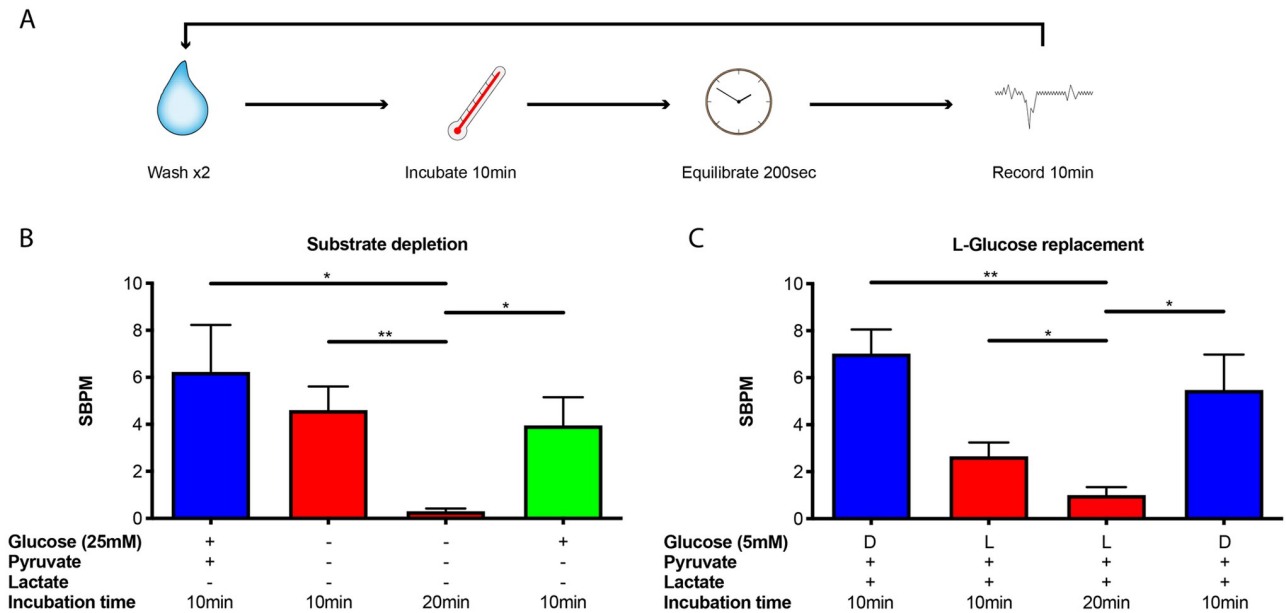 A
Wash x2
Incubate 10min
Equilibrate 200sec
Record 10min
B
Substrate depletion
SBPM
10
8
6
4
2
0
*
*
**
Glucose (25mM) + - - +
Pyruvate + - - -
Lactate - - - -
Incubation time 10min 10min 20min 10min
C
L-Glucose replacement
SBPM
10
8
6
4
2
0
**
*
*
Glucose (5mM) D L L D
Pyruvate + + + +
Lactate + + + +
Incubation time 10min 10min 20min 10min